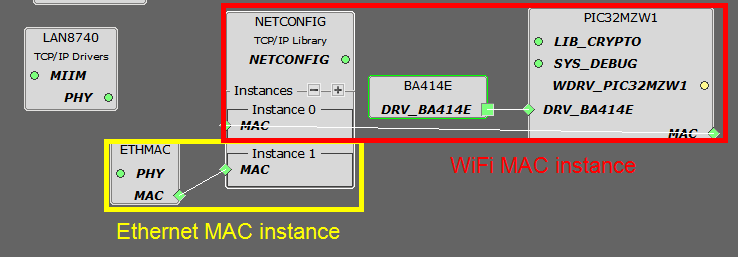 LAN8740
TCP/IP Drivers
MIIM
PHY
NETCONFIG
TCP/IP Library
NETCONFIG
Instances
Instance 0
MAC
Instance 1
MAC
ETHMAC
PHY
MAC
BA414E
DRV_BA414E
PIC32MZW1
LIB_CRYPTO
SYS_DEBUG
WDRV_PIC32MZW1
DRV_BA414E
MAC
WiFi MAC instance
Ethernet MAC instance